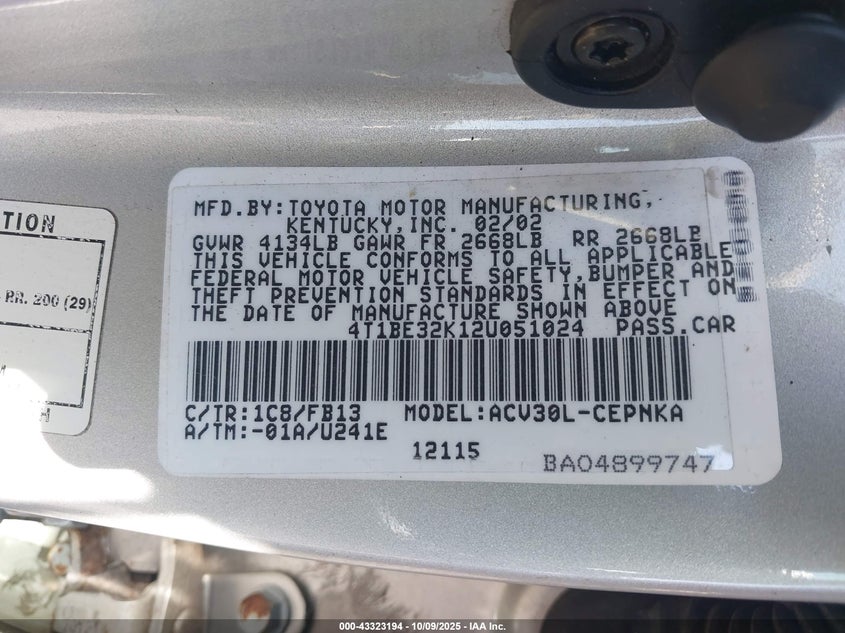 MFD.BY:TOYOTA MOTOR MANUFACTURING,
KENTUCKY,INC. 02/02
GVWR 4134LB GAWR FR 2668LB RR 2668LB
THIS VEHICLE CONFORMS TO ALL APPLICABLE
FEDERAL MOTOR VEHICLE SAFETY,BUMPER AND
THEFT PREVENTION STANDARDS IN EFFECT ON
THE DATE OF MANUFACTURE SHOWN ABOVE
4T1BE32K12U051024 PASS.CAR
C/TR:1C8/FB13 MODEL:ACV30L-CEPNKA
A/TM:-01A/U241E
12115 BA04899747
TION
RR. 200 (29)
M
H
000-43323194 - 10/09/2025 - IAA Inc.